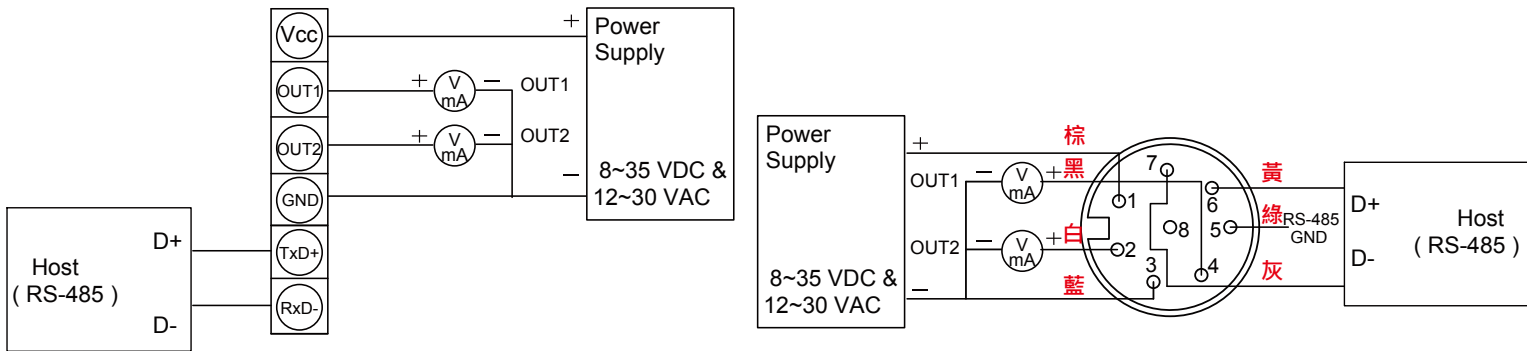 Vcc
+
Power
Supply
OUT1
+
V
mA
−
OUT1
OUT2
+
V
mA
−
OUT2
GND
−
8~35 VDC &
12~30 VAC
Host
( RS-485 )
D+
D-
TxD+
RxD-
Power
Supply
8~35 VDC &
12~30 VAC
+
棕
OUT1
−
V
mA
+
黑
OUT2
−
V
mA
+
白
−
藍
7
1
6
8
5
2
3
4
黃
綠
RS-485
GND
灰
D+
D-
Host
( RS-485 )